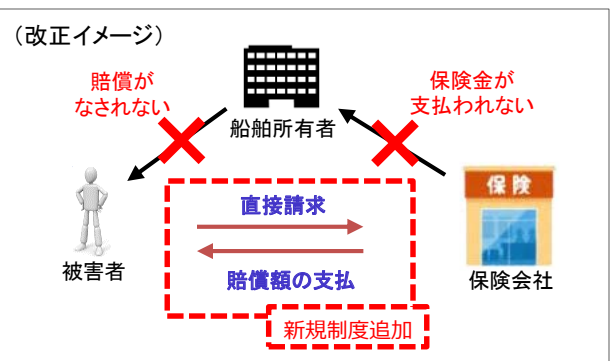 （改正イメージ）
賠償が
なされない
保険金が
支払われない
船舶所有者
保険
直接請求
被害者
賠償額の支払
保険会社
新規制度追加